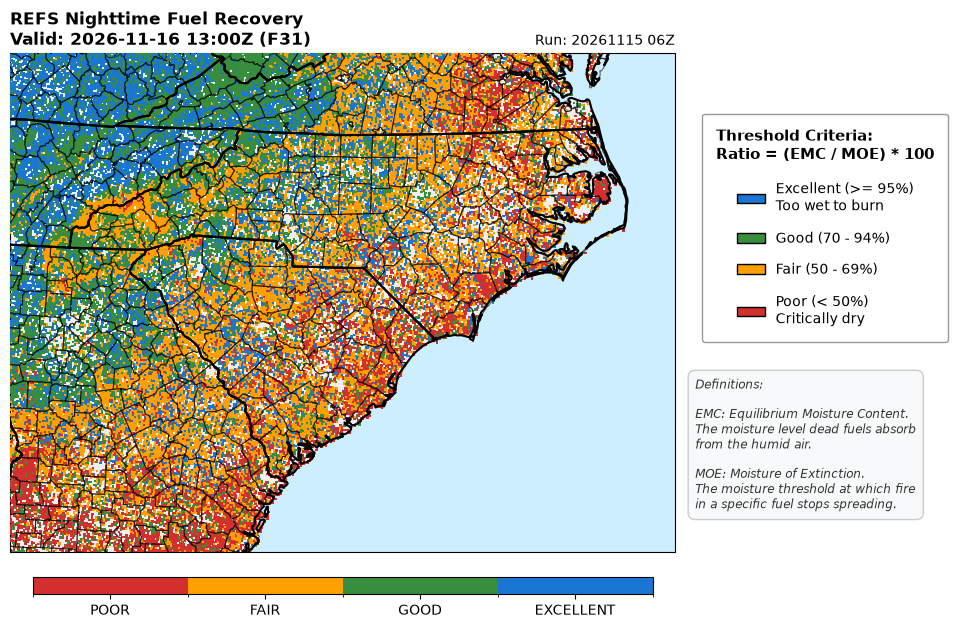 REFS Nighttime Fuel Recovery
Valid: 2026-11-16 13:00Z (F31)
Run: 20261115 06Z
Threshold Criteria:
Ratio = (EMC / MOE) * 100
Excellent (>= 95%)
Too wet to burn
Good (70 - 94%)
Fair (50 - 69%)
Poor (< 50%)
Critically dry
Definitions:
EMC: Equilibrium Moisture Content.
The moisture level dead fuels absorb
from the humid air.
MOE: Moisture of Extinction.
The moisture threshold at which fire
in a specific fuel stops spreading.
POOR
FAIR
GOOD
EXCELLENT